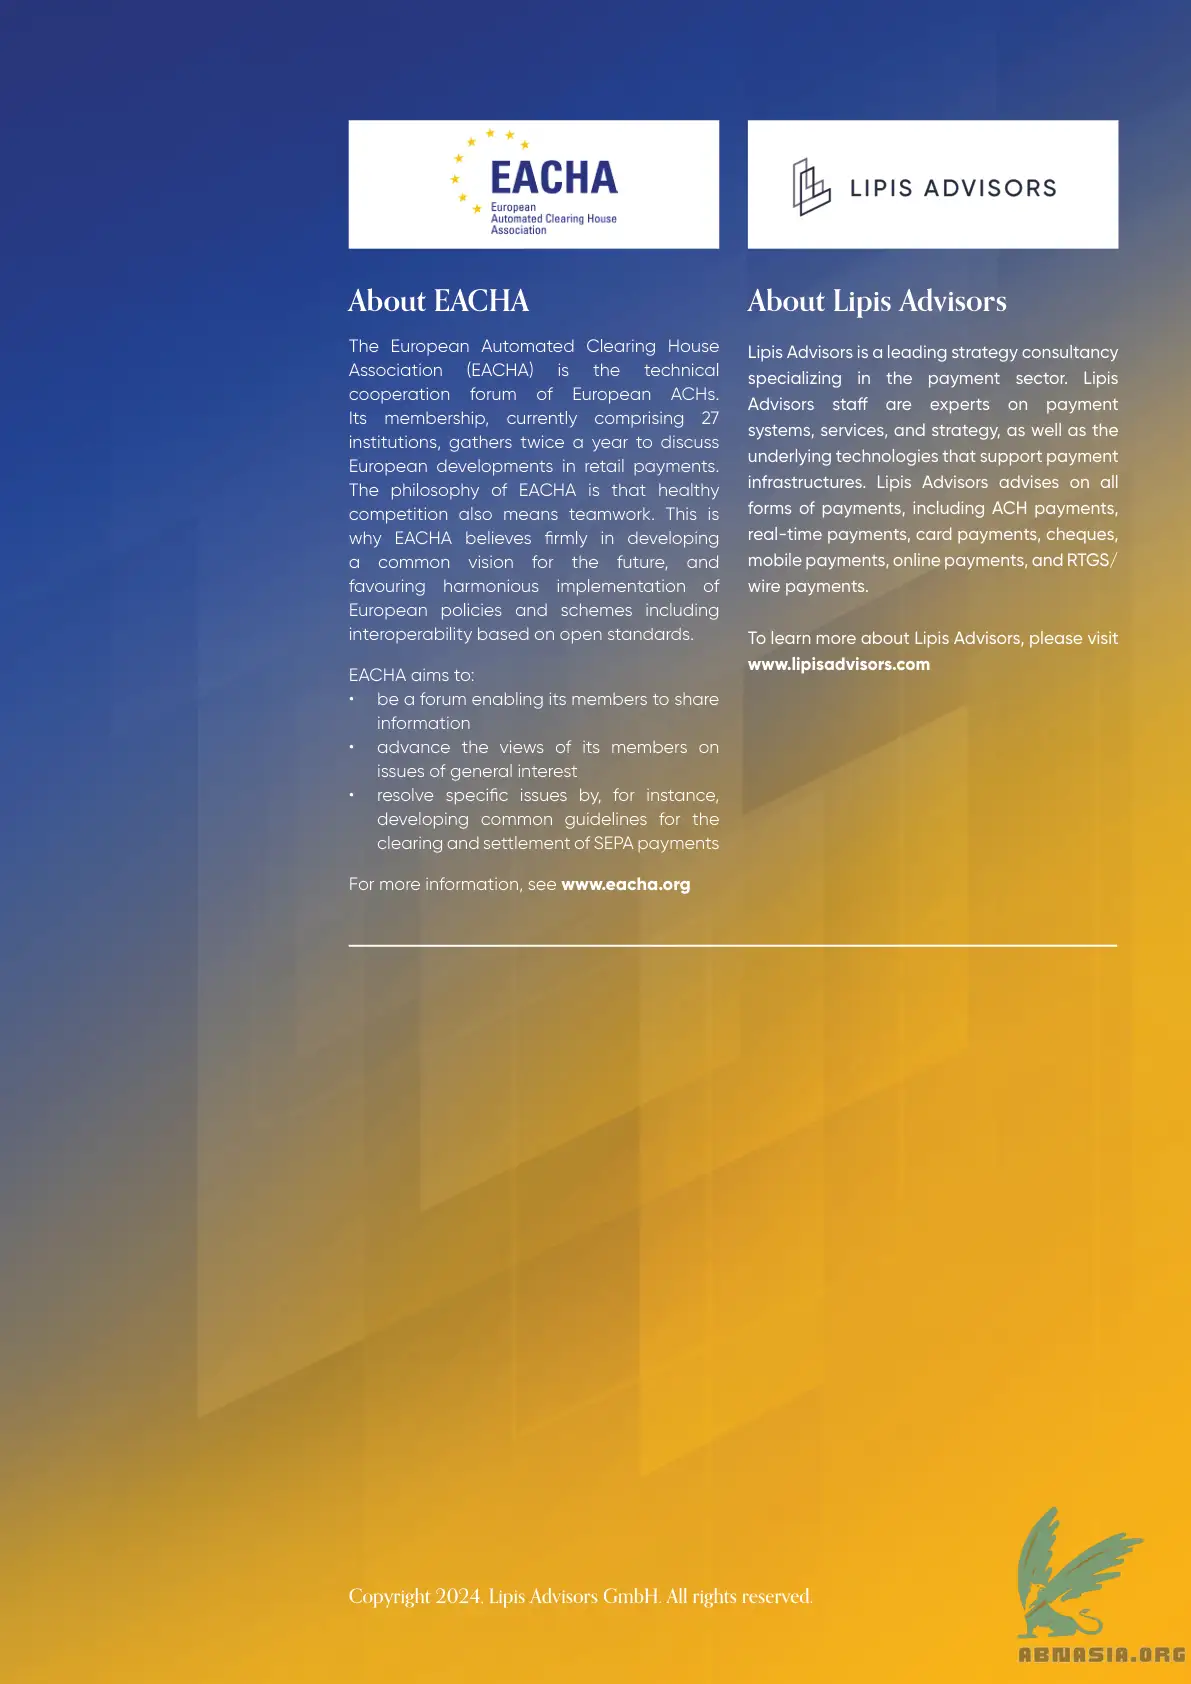 EACHA
European
Automated Clearing House
Association
LIPIS ADVISORS
About EACHA
The European Automated Clearing House
Association (EACHA) is the technical
cooperation forum of European ACHs.
Its membership, currently comprising 27
institutions, gathers twice a year to discuss
European developments in retail payments.
The philosophy of EACHA is that healthy
competition also means teamwork. This is
why EACHA believes firmly in developing
a common vision for the future, and
favouring harmonious implementation of
European policies and schemes including
interoperability based on open standards.
EACHA aims to:
• be a forum enabling its members to share
information
• advance the views of its members on
issues of general interest
• resolve specific issues by, for instance,
developing common guidelines for the
clearing and settlement of SEPA payments
For more information, see www.eacha.org
About Lipis Advisors
Lipis Advisors is a leading strategy consultancy
specializing in the payment sector. Lipis
Advisors staff are experts on payment
systems, services, and strategy, as well as the
underlying technologies that support payment
infrastructures. Lipis Advisors advises on all
forms of payments, including ACH payments,
real-time payments, card payments, cheques,
mobile payments, online payments, and RTGS/
wire payments.
To learn more about Lipis Advisors, please visit
www.lipisadvisors.com
Copyright 2024. Lipis Advisors GmbH. All rights reserved.
ABNASIA.ORG